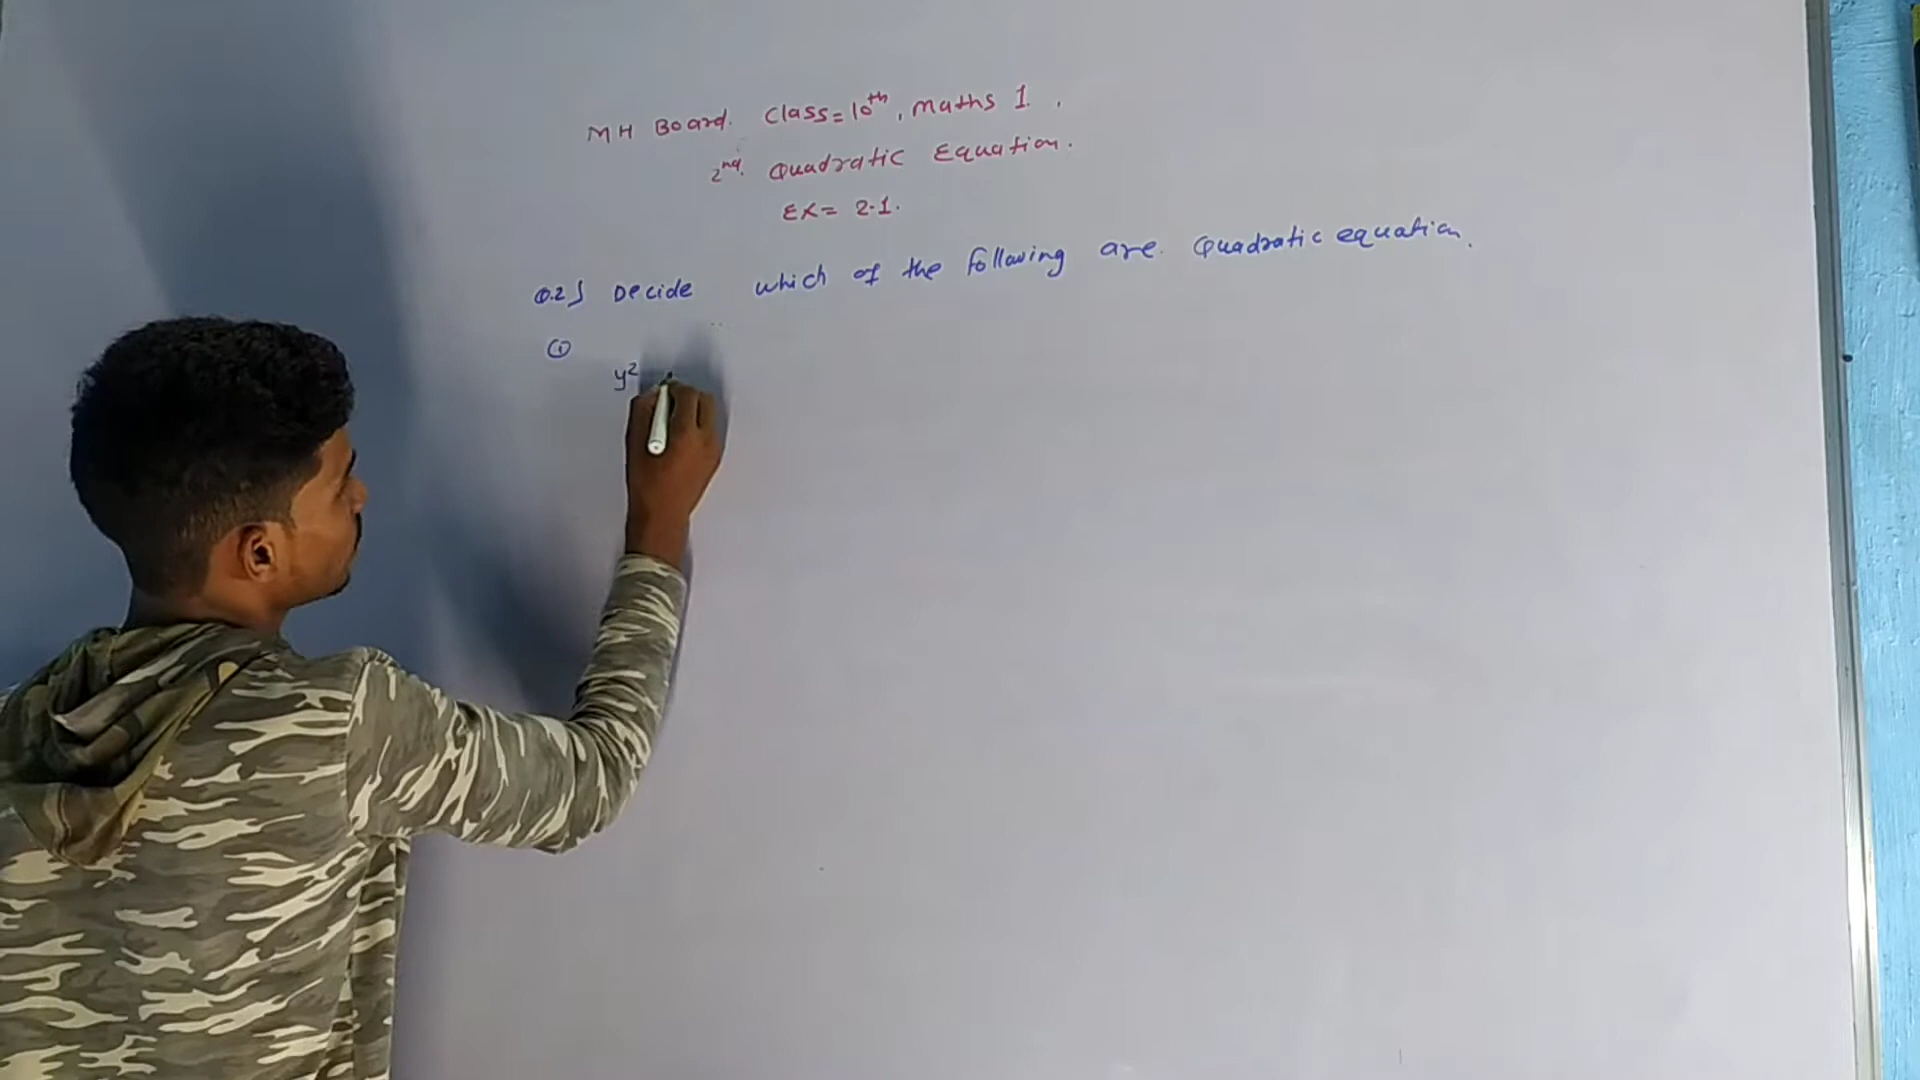 MH Board. Class=10th, Maths 1.
2nd. Quadratic Equation.
EX= 2.1.
Q.2] Decide which of the following are Quadratic equation.
①
y²